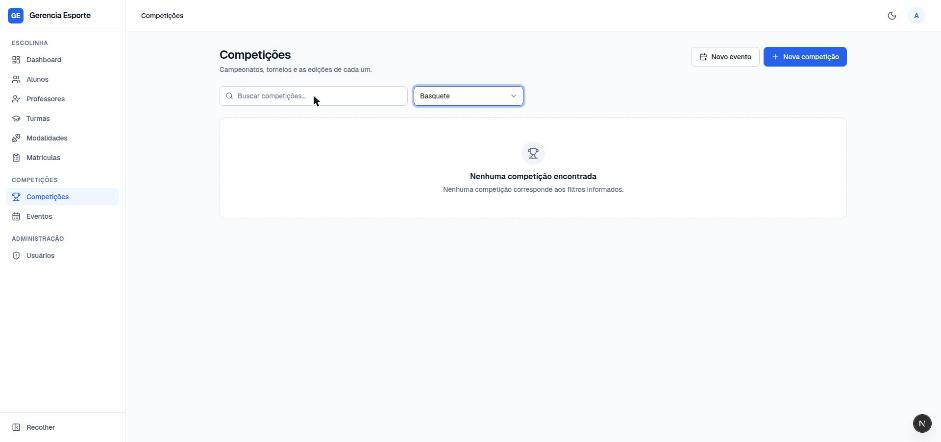 GE Gerencia Esporte
ESCOLINHA
Dashboard
Alunos
Professores
Turmas
Modalidades
Matrículas
COMPETIÇÕES
Competições
Eventos
ADMINISTRAÇÃO
Usuários
Recolher
Competições
A
Competições
Campeonatos, torneios e as edições de cada um.
Novo evento
Nova competição
Buscar competições...
Basquete
Nenhuma competição encontrada
Nenhuma competição corresponde aos filtros informados.
N